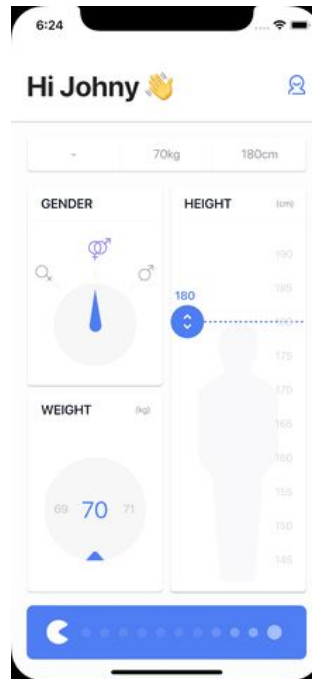 6:24
Hi Johny 👋
- 70kg 180cm
GENDER
HEIGHT (cm)
190
185
180
180
175
170
165
160
155
150
145
WEIGHT (kg)
69 70 71